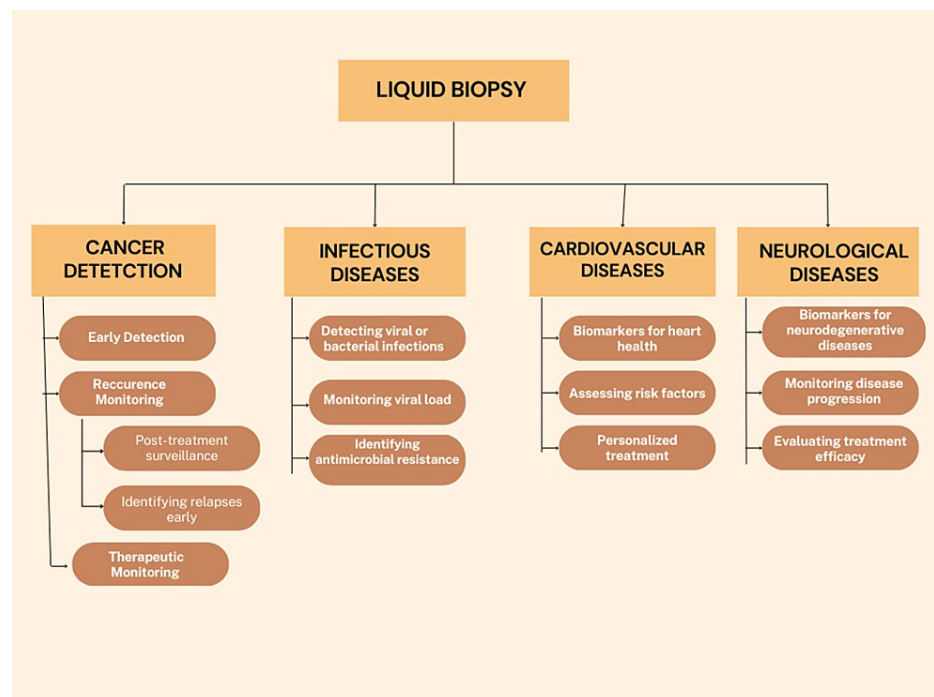 LIQUID BIOPSY
CANCER
DETETCTION
Early Detection
Reccurence
Monitoring
Post-treatment
surveillance
Identifying relapses
early
Therapeutic
Monitoring
INFECTIOUS
DISEASES
Detecting viral or
bacterial infections
Monitoring viral load
Identifying
antimicrobial resistance
CARDIOVASCULAR
DISEASES
Biomarkers for heart
health
Assessing risk factors
Personalized
treatment
NEUROLOGICAL
DISEASES
Biomarkers for
neurodegenerative
diseases
Monitoring disease
progression
Evaluating treatment
efficacy